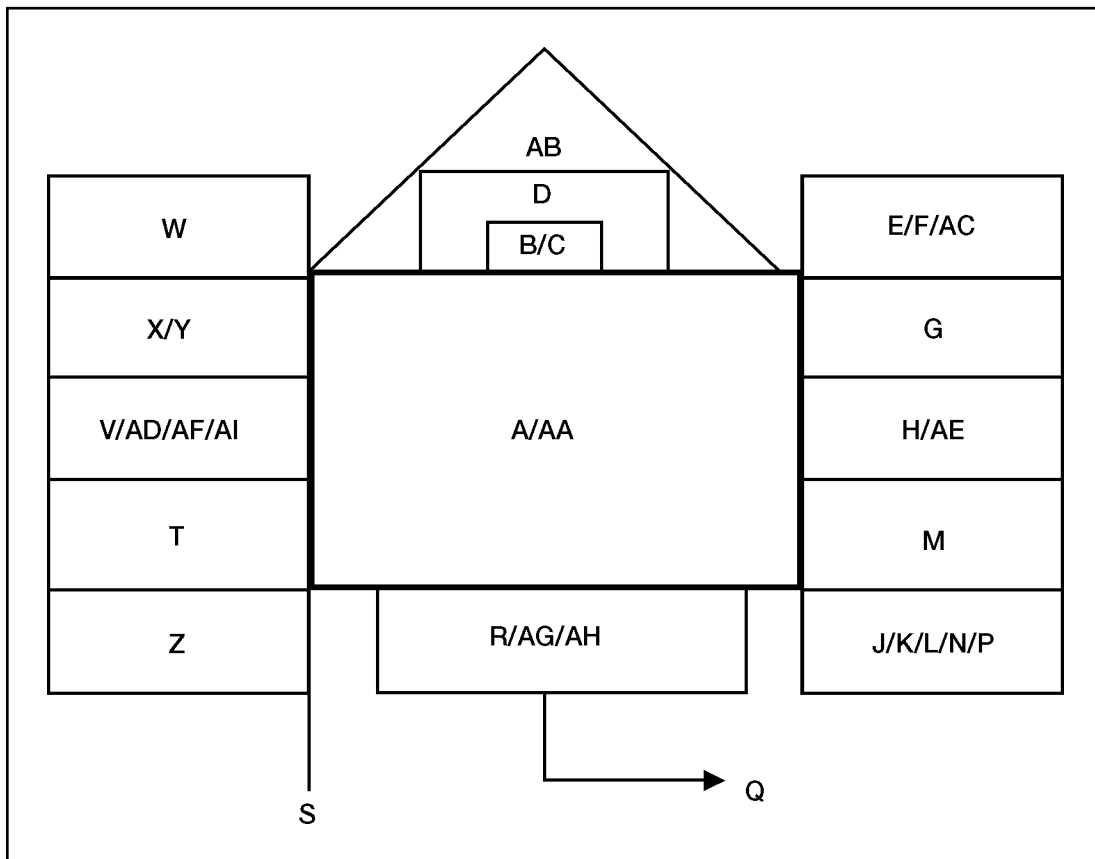 AB
D
B/C
W
E/F/AC
X/Y
G
V/AD/AF/AI
A/AA
H/AE
T
M
Z
R/AG/AH
J/K/L/N/P
Q
S